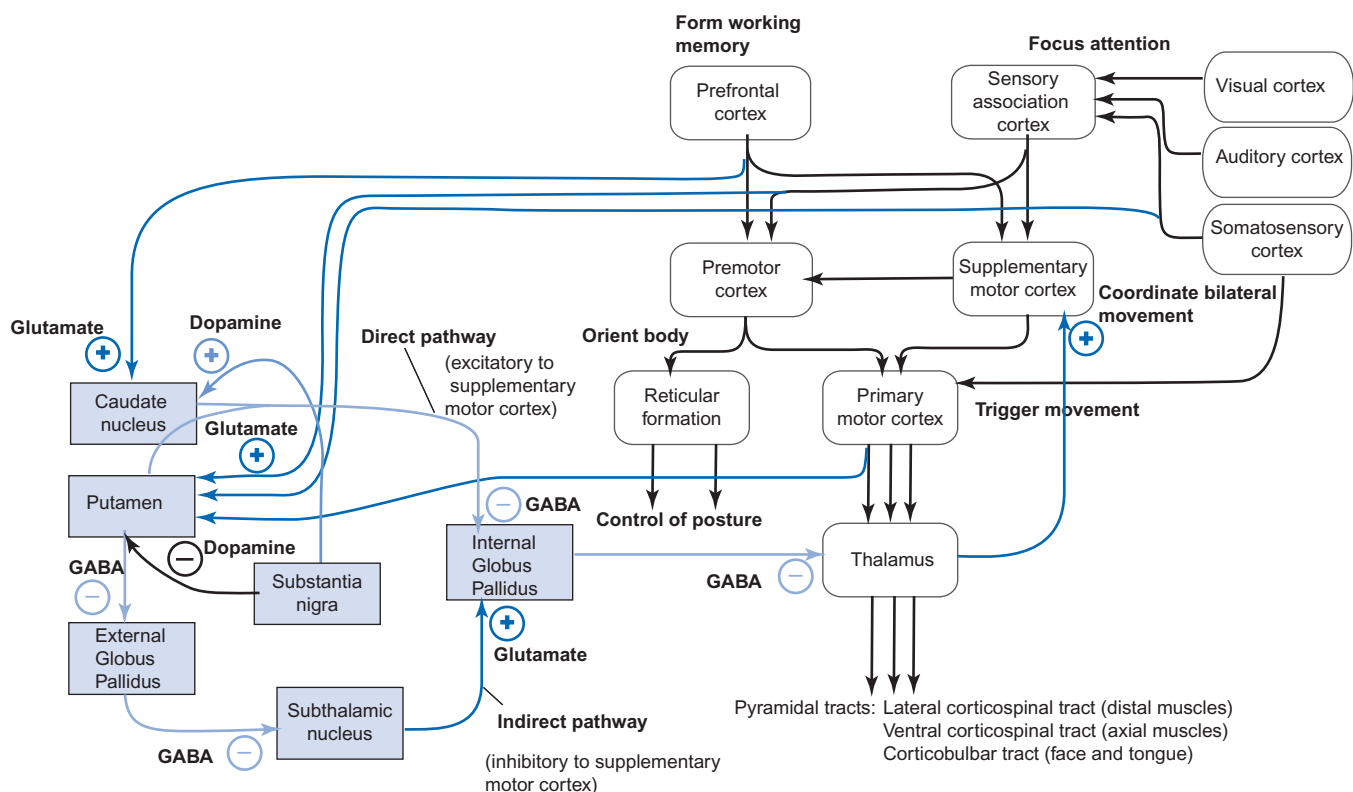 Form working
memory
Focus attention
Prefrontal
cortex
Sensory
association
cortex
Visual cortex
Auditory cortex
Somatosensory
cortex
Premotor
cortex
Supplementary
motor cortex
Coordinate bilateral
movement
+
Glutamate
+
Dopamine
+
Direct pathway
(excitatory to
supplementary
motor cortex)
Orient body
Caudate
nucleus
Reticular
formation
Primary
motor cortex
Trigger movement
Glutamate
+
Putamen
− GABA
Control of posture
− Dopamine
GABA
−
Substantia
nigra
Internal
Globus
Pallidus
GABA
−
Thalamus
External
Globus
Pallidus
+
Glutamate
Subthalamic
nucleus
GABA −
Indirect pathway
(inhibitory to supplementary
motor cortex)
Pyramidal tracts: Lateral corticospinal tract (distal muscles)
Ventral corticospinal tract (axial muscles)
Corticobulbar tract (face and tongue)